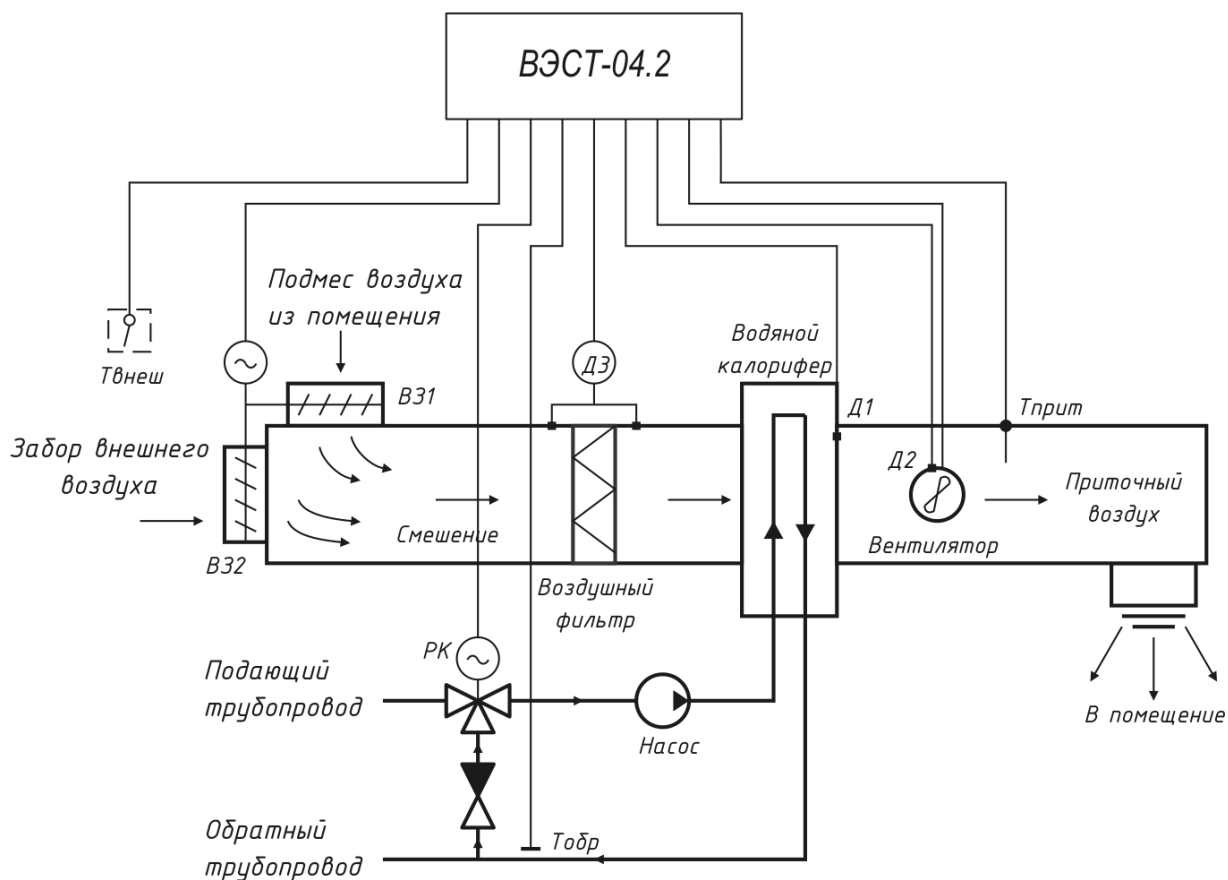 ВЭСТ-04.2
Подмес воздуха
из помещения
Твнеш
ВЗ1
Д3
Водяной
калорифер
Д1
Тприт
Забор внешнего
воздуха
ВЗ2
Смешение
Воздушный
фильтр
Д2
Вентилятор
Приточный
воздух
РК
Подающий
трубопровод
Насос
В помещение
Обратный
трубопровод
Тобр